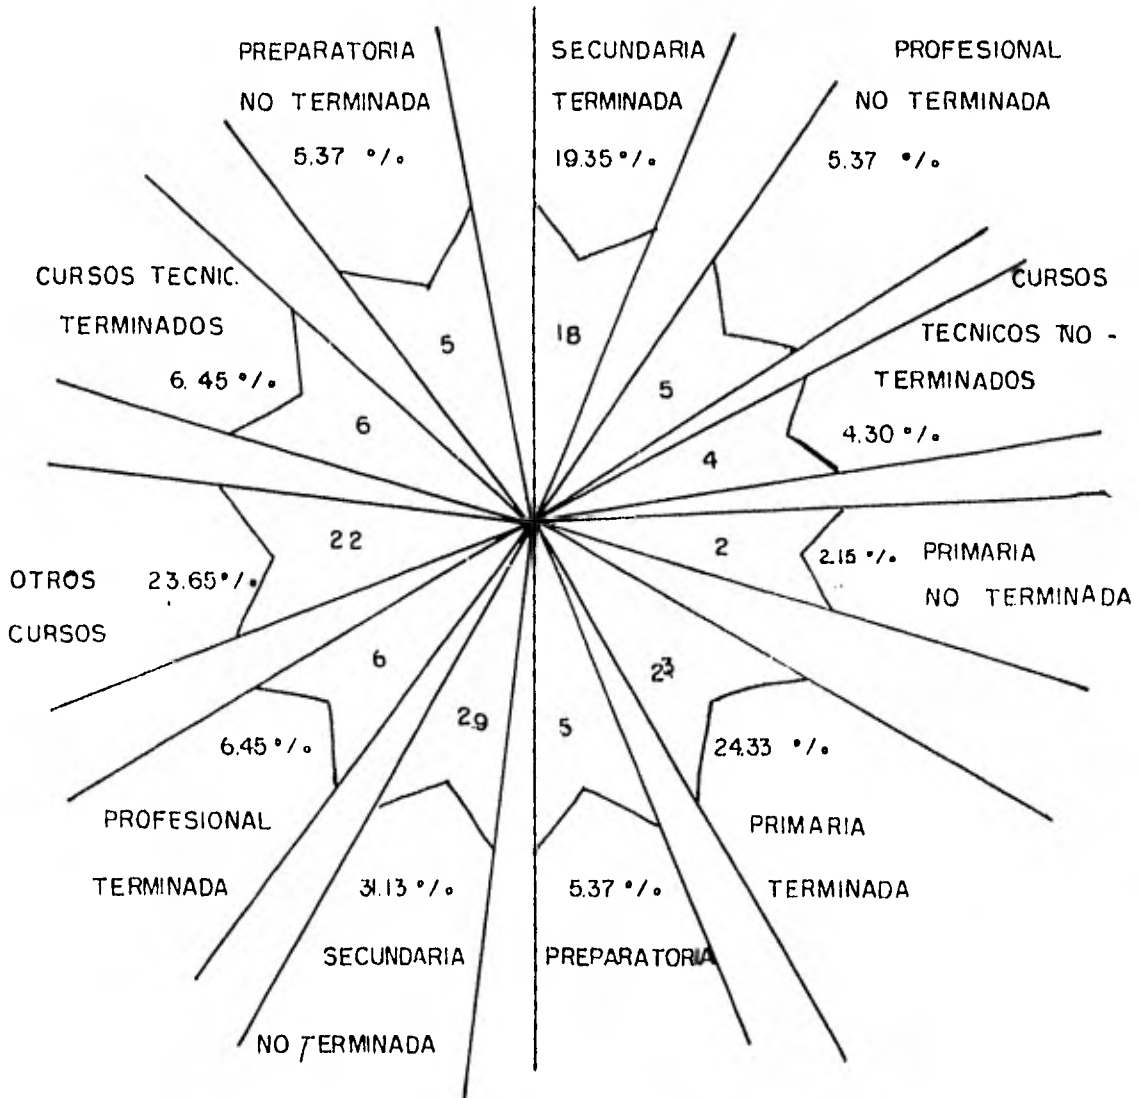 PREPARATORIA
NO TERMINADA
5.37 %
SECUNDARIA
TERMINADA
19.35 %
PROFESIONAL
NO TERMINADA
5.37 %
CURSOS
TECNICOS NO -
TERMINADOS
4.30 %
CURSOS TECNIC.
TERMINADOS
6.45 %
5
18
5
6
4
22
2
2.15 %
PRIMARIA
NO TERMINADA
OTROS 23.65 %
CURSOS
6
29
5
23
6.45 %
PROFESIONAL
TERMINADA
24.33 %
PRIMARIA
TERMINADA
31.13 %
SECUNDARIA
NO TERMINADA
5.37 %
PREPARATORIA